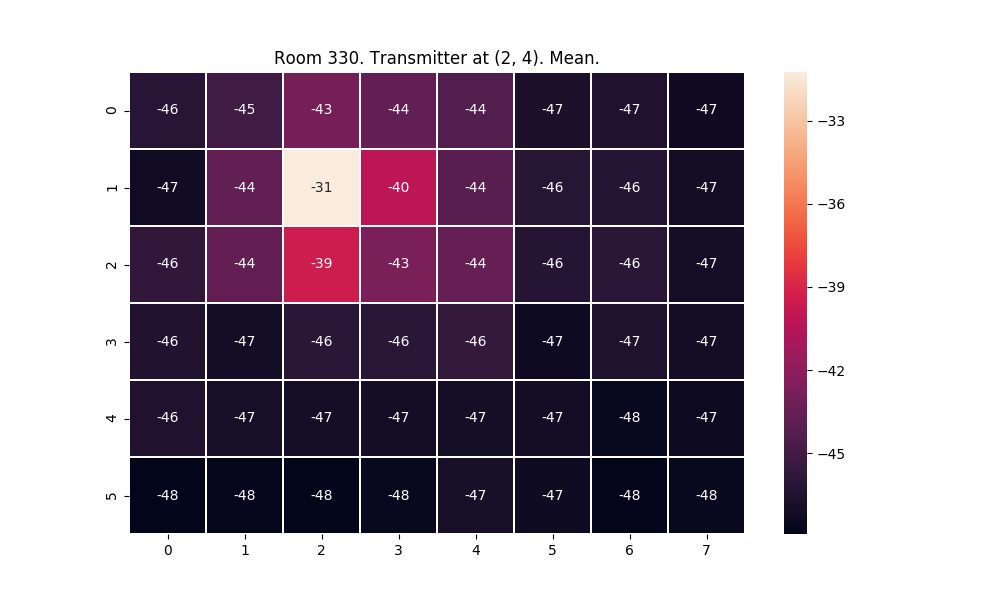 Room 330. Transmitter at (2, 4). Mean.
0 -46 -45 -43 -44 -44 -47 -47 -47
1 -47 -44 -31 -40 -44 -46 -46 -47
2 -46 -44 -39 -43 -44 -46 -46 -47
3 -46 -47 -46 -46 -46 -47 -47 -47
4 -46 -47 -47 -47 -47 -47 -48 -47
5 -48 -48 -48 -48 -47 -47 -48 -48
0 1 2 3 4 5 6 7
−33
−36
−39
−42
−45